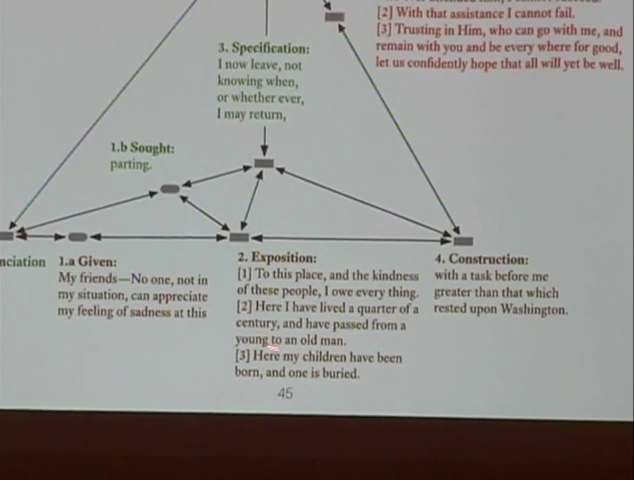 [2] With that assistance I cannot fail.
[3] Trusting in Him, who can go with me, and
remain with you and be every where for good,
let us confidently hope that all will yet be well.
3. Specification:
I now leave, not
knowing when,
or whether ever,
I may return,
1.b Sought:
parting.
nciation
1.a Given:
My friends—No one, not in
my situation, can appreciate
my feeling of sadness at this
2. Exposition:
[1] To this place, and the kindness
of these people, I owe every thing.
[2] Here I have lived a quarter of a
century, and have passed from a
young to an old man.
[3] Here my children have been
born, and one is buried.
4. Construction:
with a task before me
greater than that which
rested upon Washington.
45